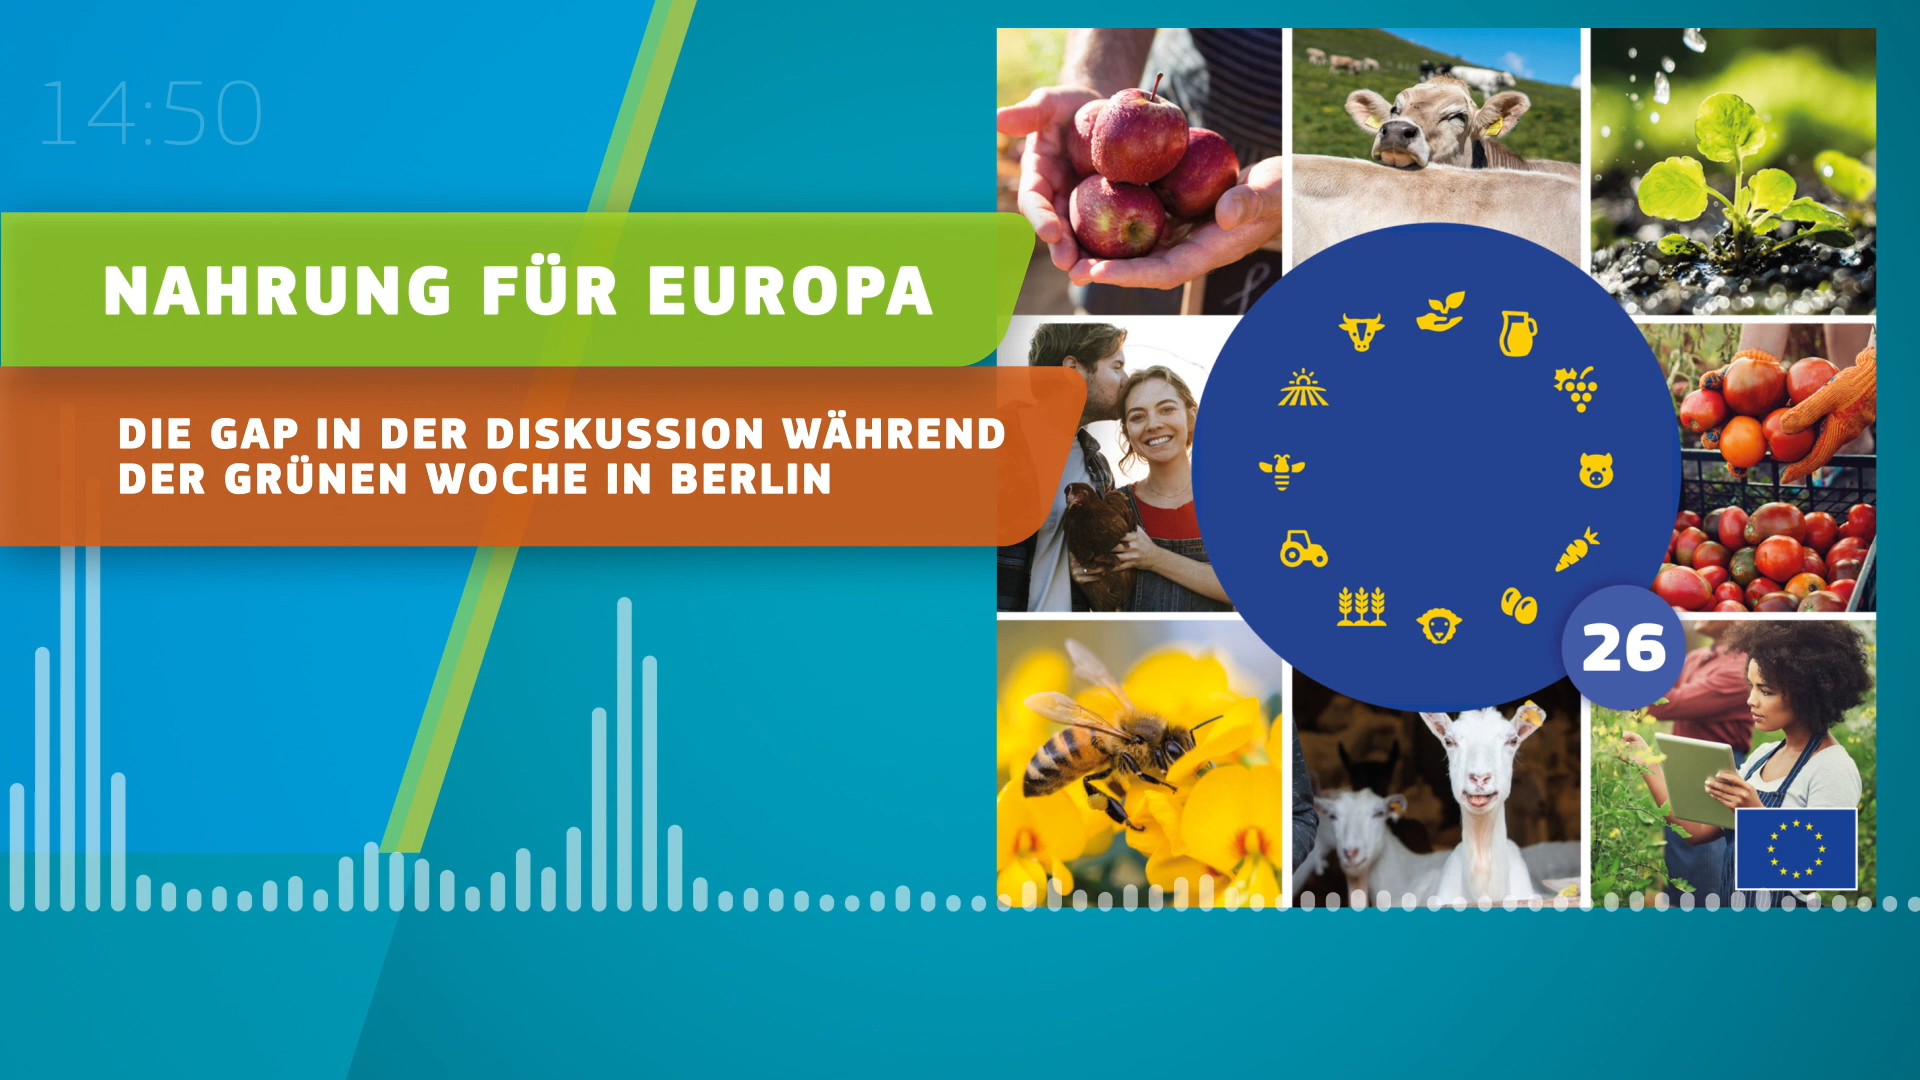 14:50
NAHRUNG FÜR EUROPA
DIE GAP IN DER DISKUSSION WÄHREND
DER GRÜNEN WOCHE IN BERLIN
26